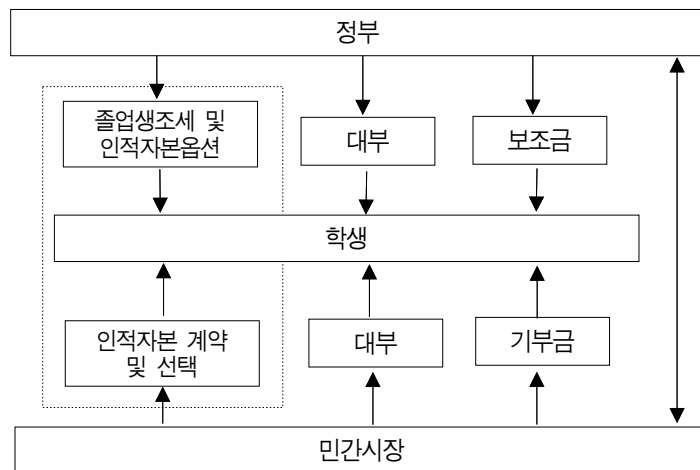 정부
졸업생조세 및
인적자본옵션
대부
보조금
학생
인적자본 계약
및 선택
대부
기부금
민간시장